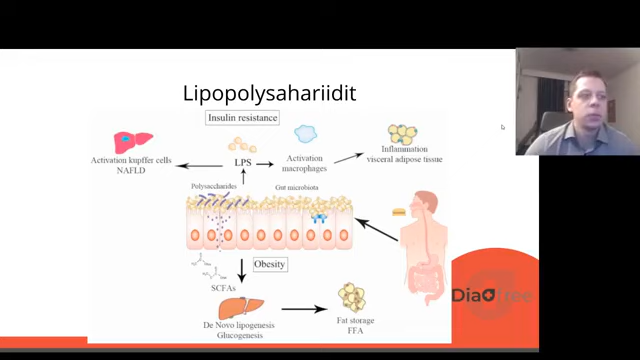 Lipopolysahariidit
Insulin resistance
Activation kupffer cells
NAFLD
LPS
Activation
macrophages
Inflammation
visceral adipose tissue
Polysaccharides
Gut microbiota
Obesity
SCFAs
De Novo lipogenesis
Glucogenesis
Fat storage
FFA
Diaofree